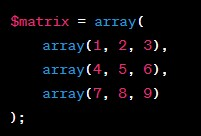 $matrix = array(
    array(1, 2, 3),
    array(4, 5, 6),
    array(7, 8, 9)
);